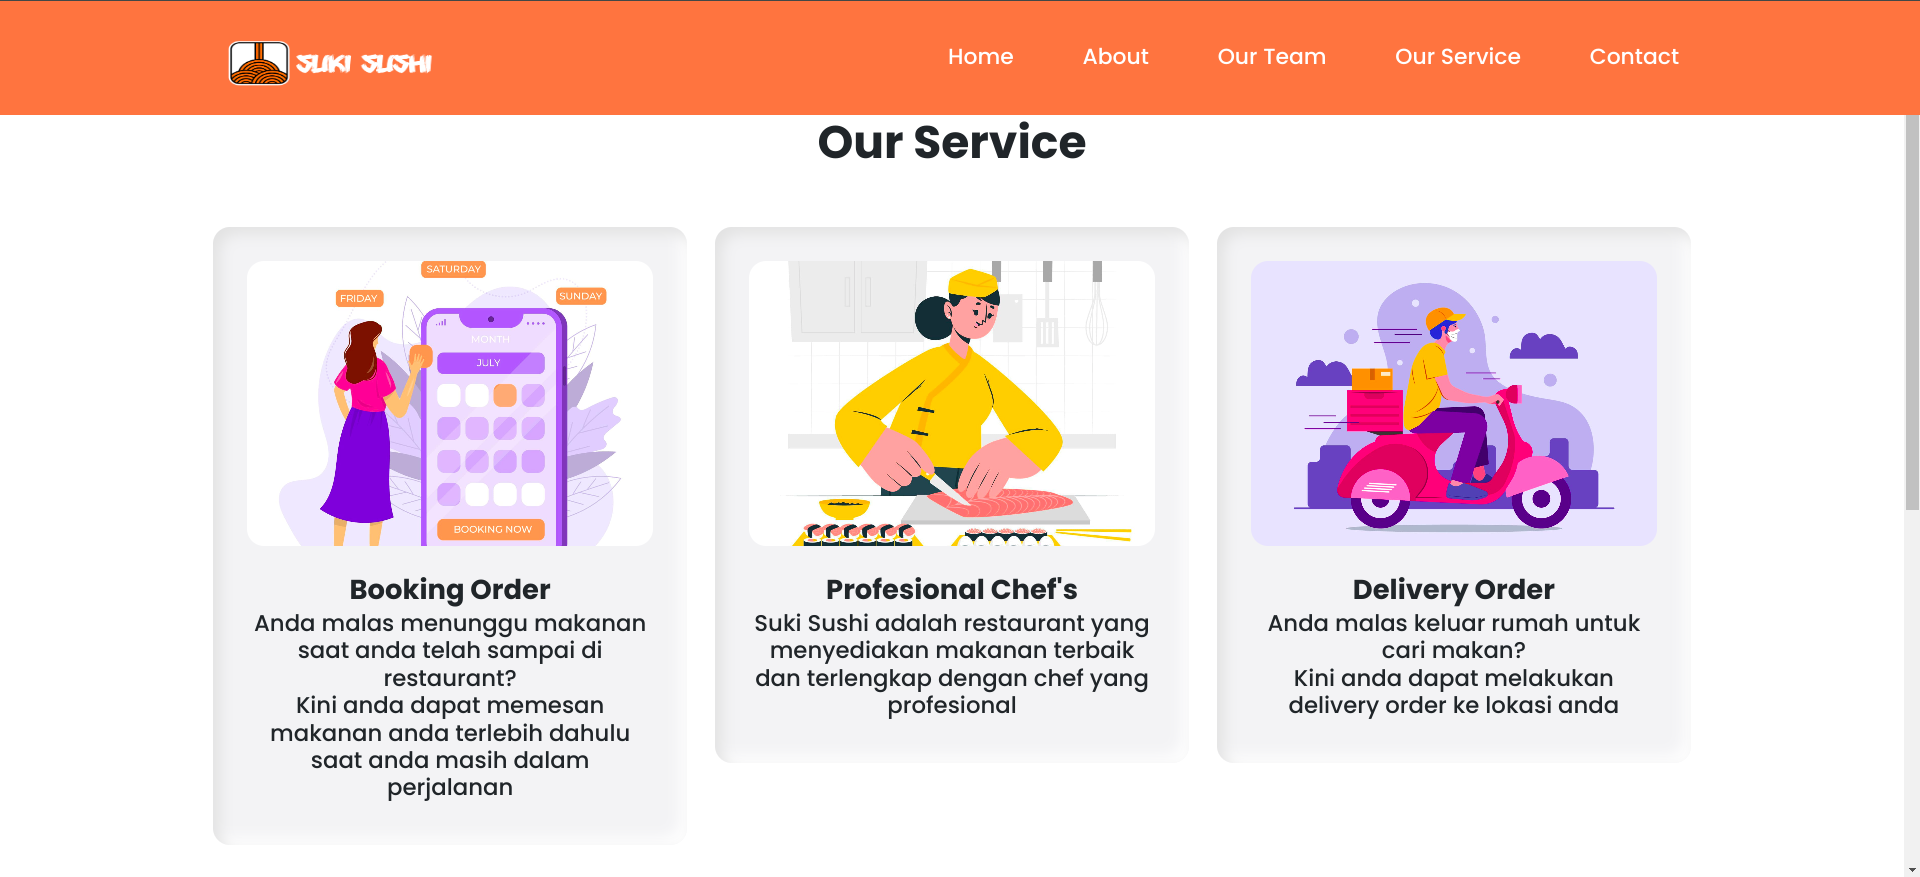 SUKI SUSHI
Home
About
Our Team
Our Service
Contact
Our Service
SATURDAY
FRIDAY
SUNDAY
MONTH
JULY
BOOKING NOW
Booking Order
Anda malas menunggu makanan
saat anda telah sampai di
restaurant?
Kini anda dapat memesan
makanan anda terlebih dahulu
saat anda masih dalam
perjalanan
Profesional Chef's
Suki Sushi adalah restaurant yang
menyediakan makanan terbaik
dan terlengkap dengan chef yang
profesional
Delivery Order
Anda malas keluar rumah untuk
cari makan?
Kini anda dapat melakukan
delivery order ke lokasi anda